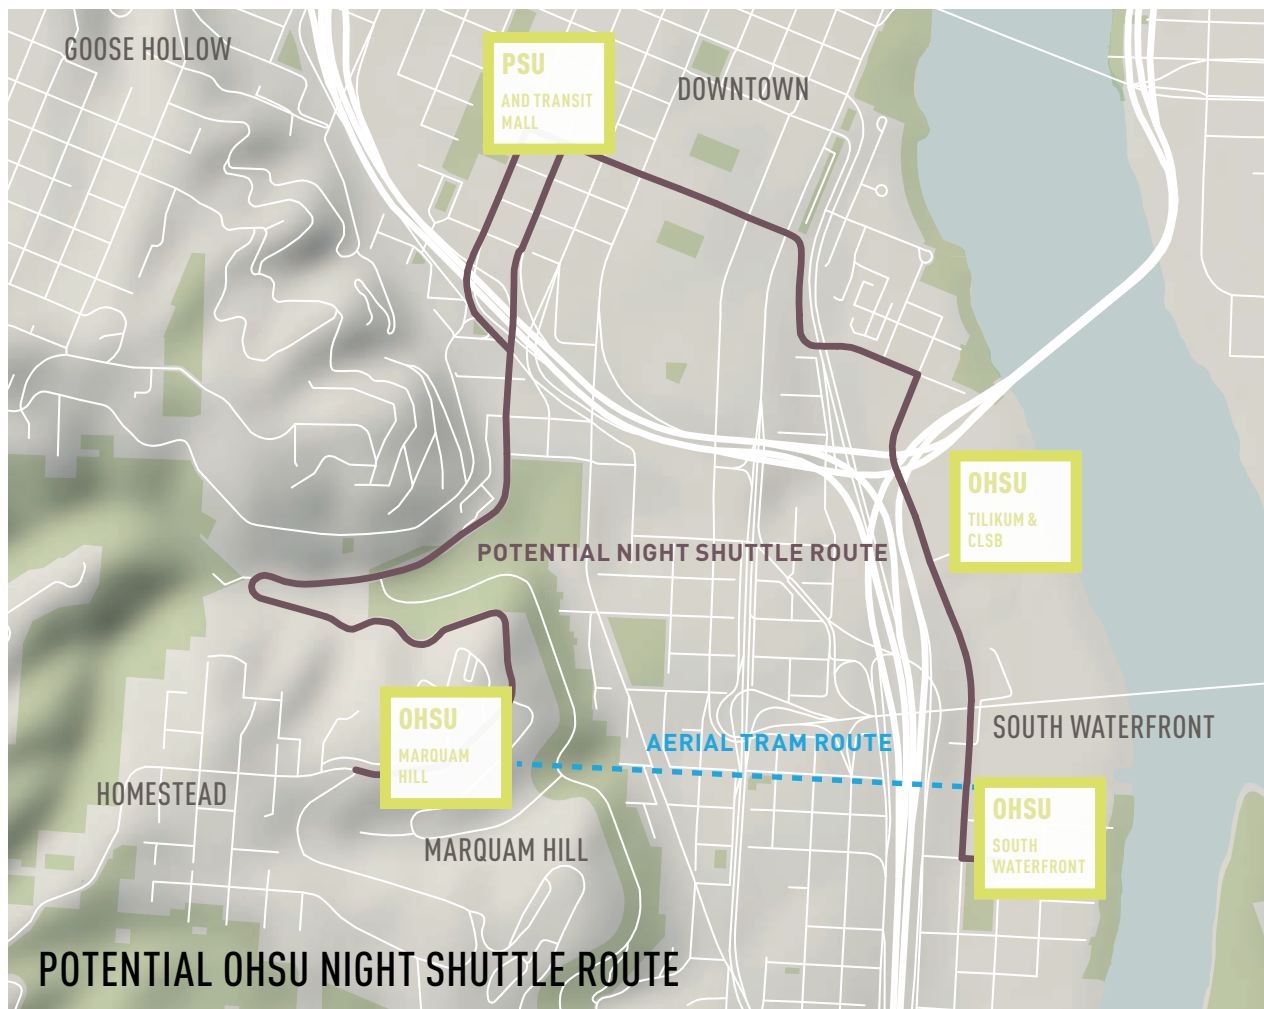 GOOSE HOLLOW
PSU
AND TRANSIT
MALL
DOWNTOWN
OHSU
TILIKUM &
CLSB
POTENTIAL NIGHT SHUTTLE ROUTE
OHSU
MARQUAM
HILL
AERIAL TRAM ROUTE
SOUTH WATERFRONT
HOMESTEAD
OHSU
SOUTH
WATERFRONT
MARQUAM HILL
POTENTIAL OHSU NIGHT SHUTTLE ROUTE